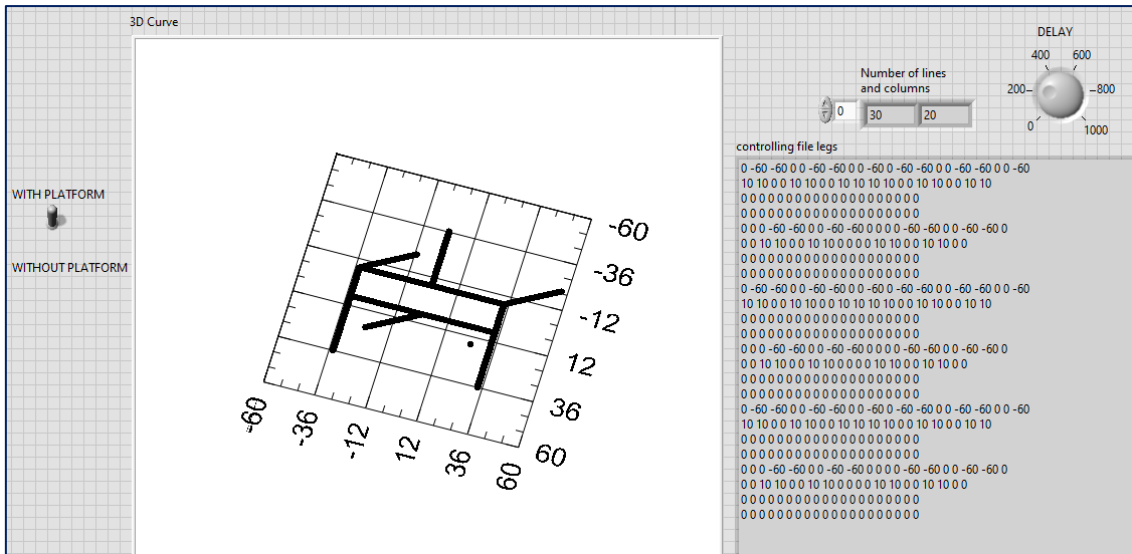 3D Curve
WITH PLATFORM
WITHOUT PLATFORM
-60
-36
-12
12
36
60
-60
-36
-12
12
36
60
DELAY
0
200
400
600
800
1000
Number of lines
and columns
0 30 20
controlling file legs
0 -60 -60 0 0 -60 -60 0 0 -60 0 -60 -60 0 0 -60 -60 0 0 -60
10 10 0 0 10 10 0 0 10 10 10 10 0 0 10 10 0 0 10 10
0 0 0 0 0 0 0 0 0 0 0 0 0 0 0 0 0 0 0 0
0 0 0 0 0 0 0 0 0 0 0 0 0 0 0 0 0 0 0 0
0 0 0 -60 -60 0 0 -60 -60 0 0 0 -60 -60 0 0 -60 -60 0
0 0 10 10 0 0 10 10 0 0 0 0 10 10 0 0 10 10 0 0
0 0 0 0 0 0 0 0 0 0 0 0 0 0 0 0 0 0 0 0
0 0 0 0 0 0 0 0 0 0 0 0 0 0 0 0 0 0 0 0
0 -60 -60 0 0 -60 -60 0 0 -60 0 -60 -60 0 0 -60 -60 0 0 -60
10 10 0 0 10 10 0 0 10 10 10 10 0 0 10 10 0 0 10 10
0 0 0 0 0 0 0 0 0 0 0 0 0 0 0 0 0 0 0 0
0 0 0 0 0 0 0 0 0 0 0 0 0 0 0 0 0 0 0 0
0 0 0 -60 -60 0 0 -60 -60 0 0 0 -60 -60 0 0 -60 -60 0
0 0 10 10 0 0 10 10 0 0 0 0 10 10 0 0 10 10 0 0
0 0 0 0 0 0 0 0 0 0 0 0 0 0 0 0 0 0 0 0
0 0 0 0 0 0 0 0 0 0 0 0 0 0 0 0 0 0 0 0
0 -60 -60 0 0 -60 -60 0 0 -60 0 -60 -60 0 0 -60 -60 0 0 -60
10 10 0 0 10 10 0 0 10 10 10 10 0 0 10 10 0 0 10 10
0 0 0 0 0 0 0 0 0 0 0 0 0 0 0 0 0 0 0 0
0 0 0 0 0 0 0 0 0 0 0 0 0 0 0 0 0 0 0 0
0 0 0 -60 -60 0 0 -60 -60 0 0 0 -60 -60 0 0 -60 -60 0
0 0 10 10 0 0 10 10 0 0 0 0 10 10 0 0 10 10 0 0
0 0 0 0 0 0 0 0 0 0 0 0 0 0 0 0 0 0 0 0
0 0 0 0 0 0 0 0 0 0 0 0 0 0 0 0 0 0 0 0